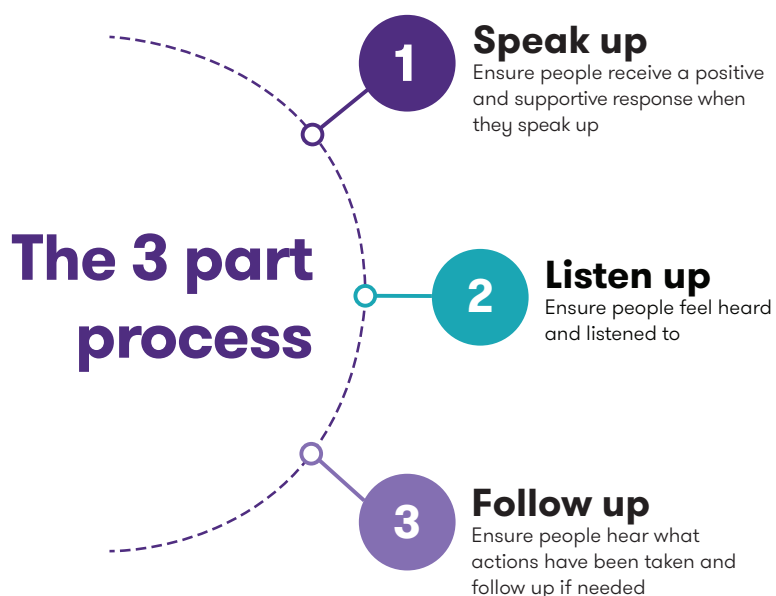 The 3 part
process
1
Speak up
Ensure people receive a positive
and supportive response when
they speak up
2
Listen up
Ensure people feel heard
and listened to
3
Follow up
Ensure people hear what
actions have been taken and
follow up if needed